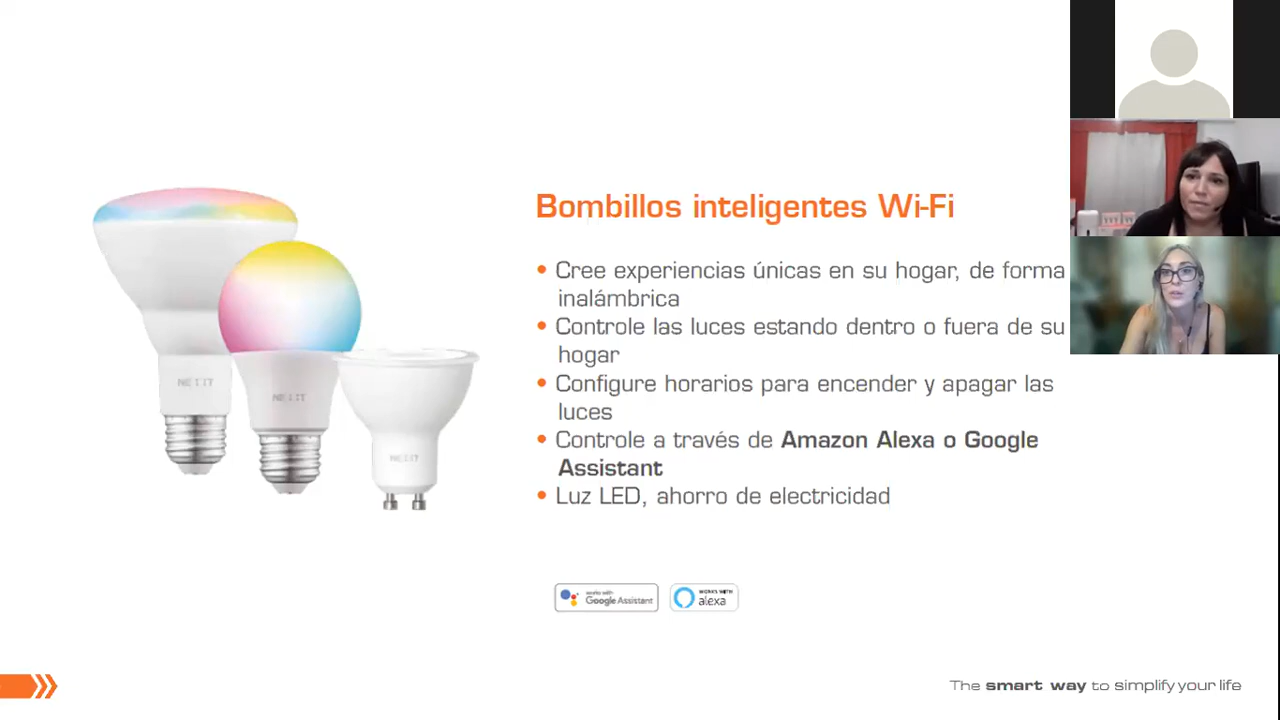 Bombillos inteligentes Wi-Fi
• Cree experiencias únicas en su hogar, de forma
inalámbrica
• Controle las luces estando dentro o fuera de su
hogar
• Configure horarios para encender y apagar las
luces
• Controle a través de Amazon Alexa o Google
Assistant
• Luz LED, ahorro de electricidad
works with
Google Assistant
WORKS WITH
alexa
The smart way to simplify your life